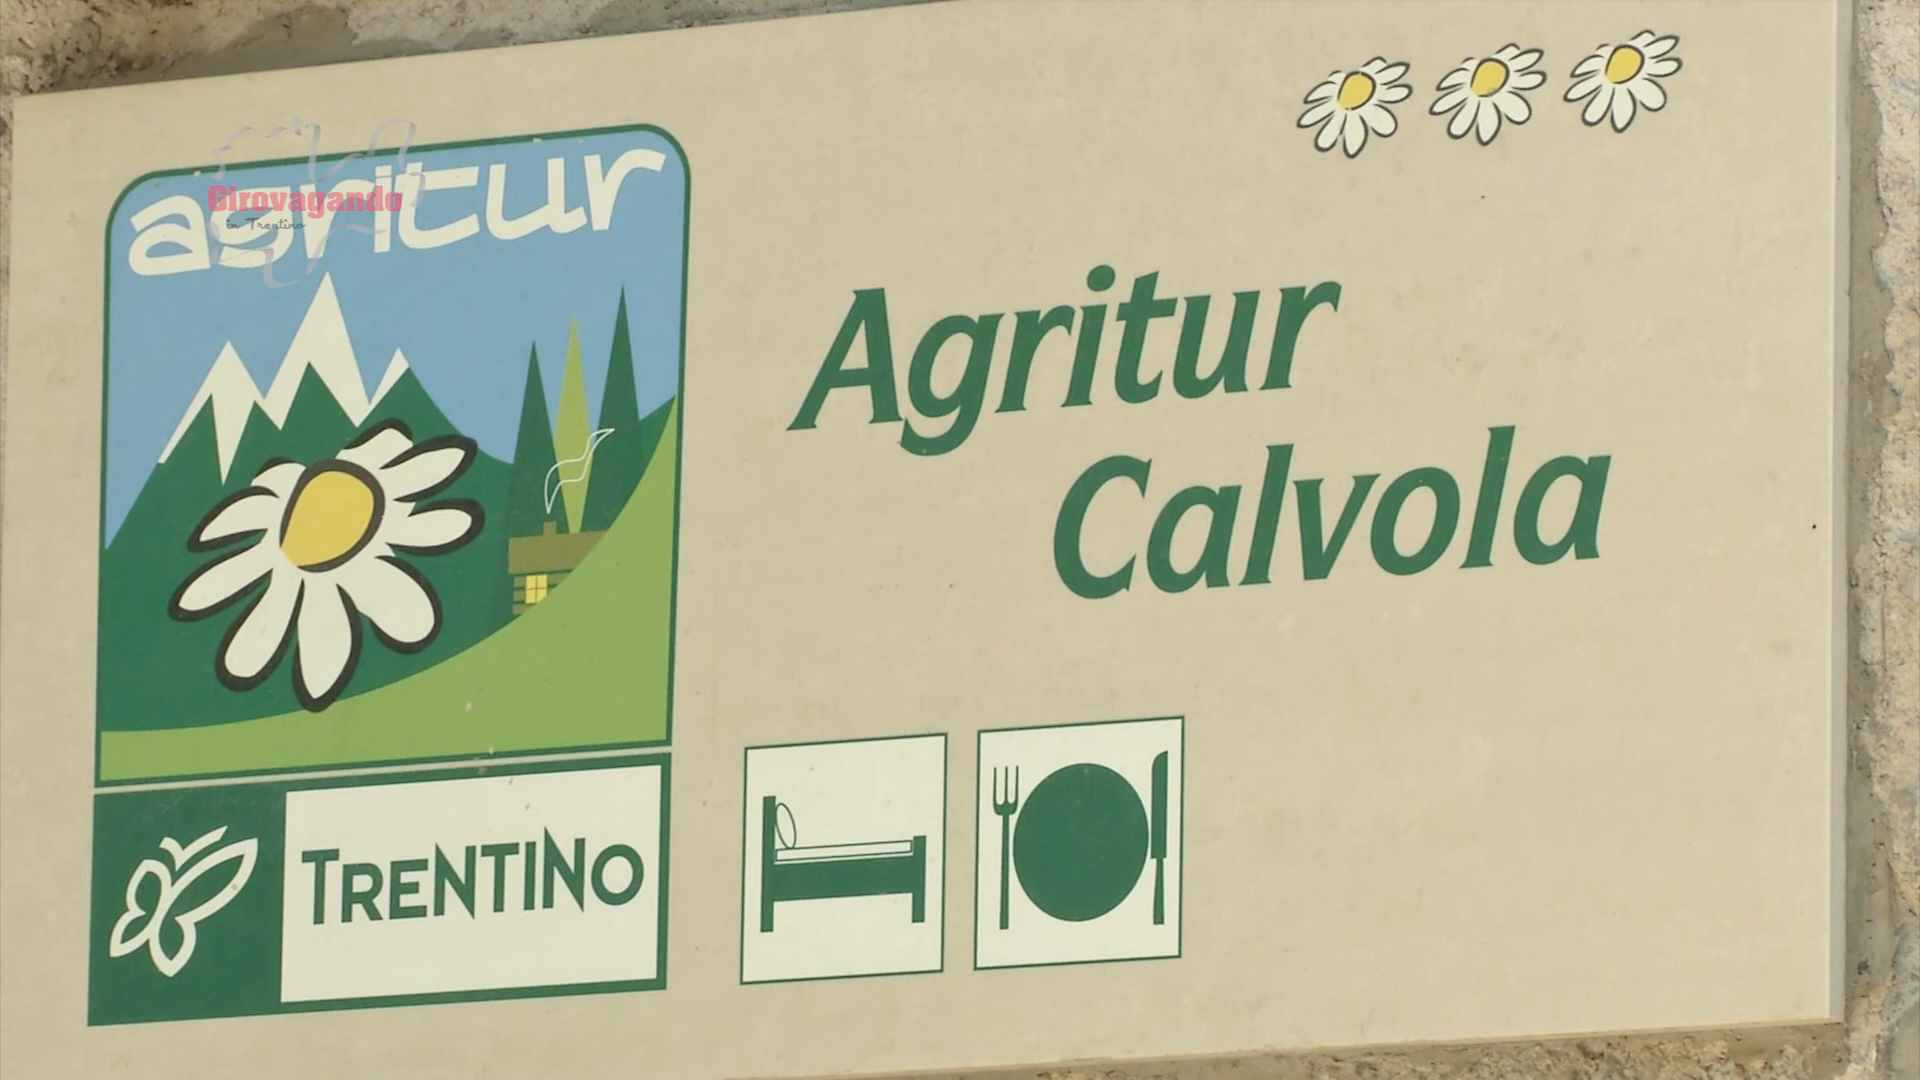 agritur
Girovagando
in Trentino
Agritur
Calvola
TRENTINO